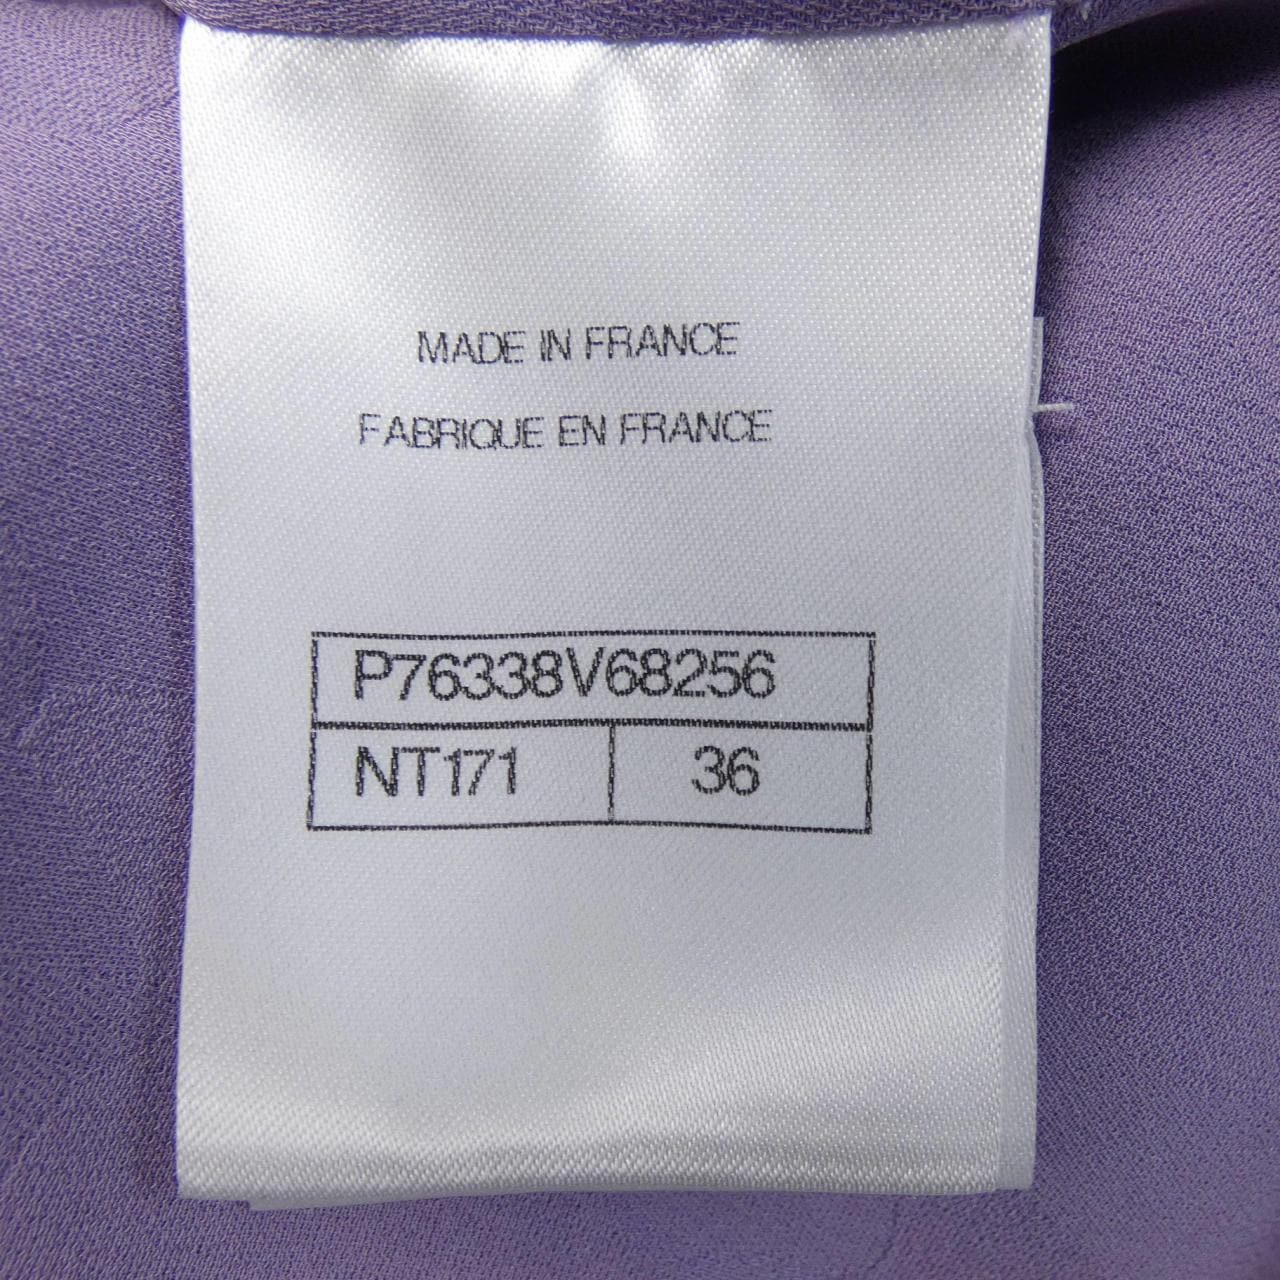 MADE IN FRANCE
FABRIQUE EN FRANCE
P76338V68256
NT171 36